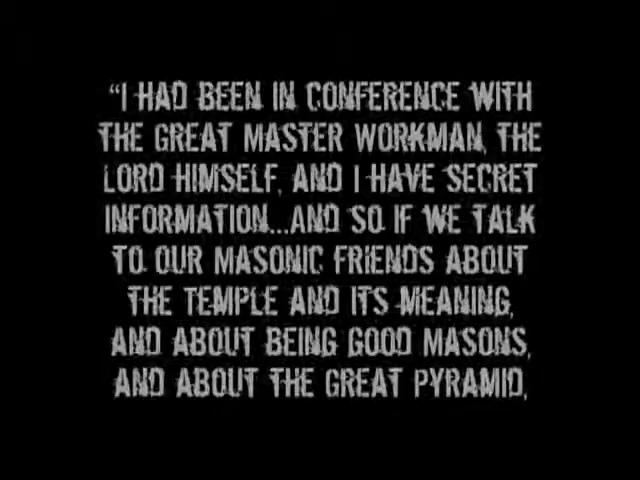 “I HAD BEEN IN CONFERENCE WITH
THE GREAT MASTER WORKMAN, THE
LORD HIMSELF, AND I HAVE SECRET
INFORMATION...AND SO IF WE TALK
TO OUR MASONIC FRIENDS ABOUT
THE TEMPLE AND ITS MEANING,
AND ABOUT BEING GOOD MASONS,
AND ABOUT THE GREAT PYRAMID,